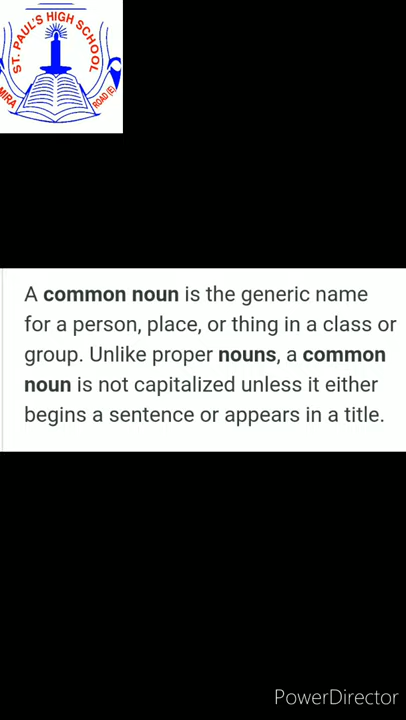 ST. PAUL'S HIGH SCHOOL
MIRA ROAD (E)
A common noun is the generic name
for a person, place, or thing in a class or
group. Unlike proper nouns, a common
noun is not capitalized unless it either
begins a sentence or appears in a title.
PowerDirector